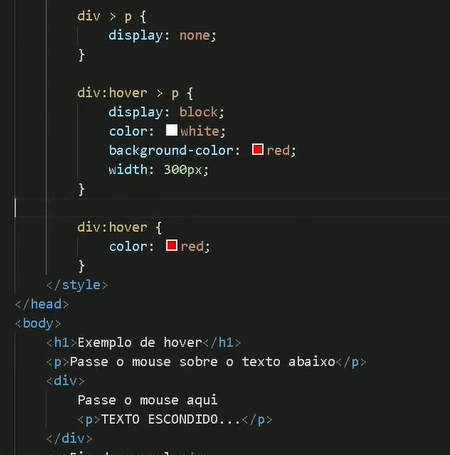 div > p {
display: none;
}
div:hover > p {
display: block;
color: white;
background-color: red;
width: 300px;
}
div:hover {
color: red;
}
</style>
</head>
<body>
<h1>Exemplo de hover</h1>
<p>Passe o mouse sobre o texto abaixo</p>
<div>
Passe o mouse aqui
<p>TEXTO ESCONDIDO...</p>
</div>